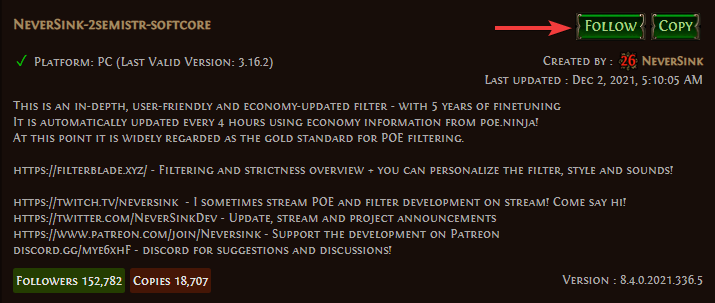 NeverSink-2semistr-softcore
Follow
Copy
Platform: PC (Last Valid Version: 3.16.2)
Created by : 26 NeverSink
Last updated : Dec 2, 2021, 5:10:05 AM
This is an in-depth, user-friendly and economy-updated filter - with 5 years of finetuning
It is automatically updated every 4 hours using economy information from poe.ninja!
At this point it is widely regarded as the gold standard for POE filtering.
https://filterblade.xyz/ - Filtering and strictness overview + you can personalize the filter, style and sounds!
https://twitch.tv/neversink - I sometimes stream POE and filter development on stream! Come say hi!
https://twitter.com/NeverSinkDev - Update, stream and project announcements
https://www.patreon.com/join/Neversink - Support the development on Patreon
discord.gg/mye6xhF - discord for suggestions and discussions!
Followers 152,782
Copies 18,707
Version : 8.4.0.2021.336.5